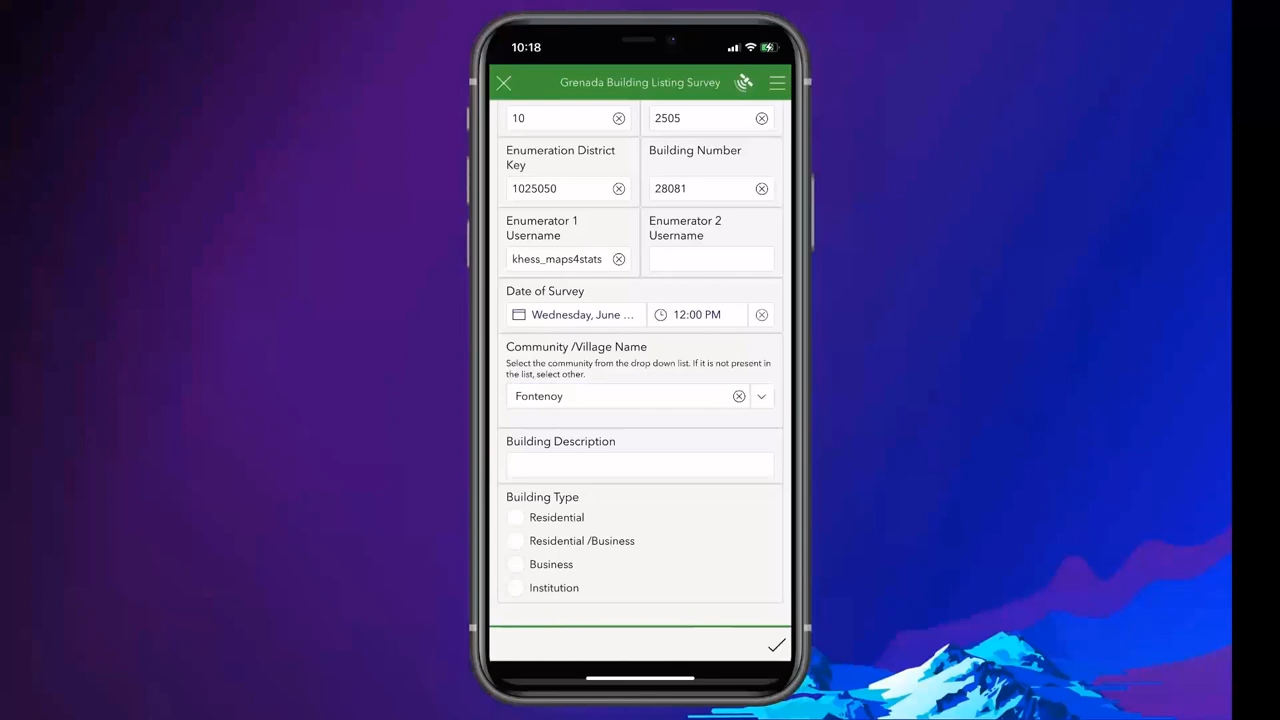 10:18
Grenada Building Listing Survey
10
2505
Enumeration District
Key
Building Number
1025050
28081
Enumerator 1
Username
Enumerator 2
Username
khess_maps4stats
Date of Survey
Wednesday, June ...
12:00 PM
Community /Village Name
Select the community from the drop down list. If it is not present in
the list, select other.
Fontenoy
Building Description
Building Type
Residential
Residential /Business
Business
Institution